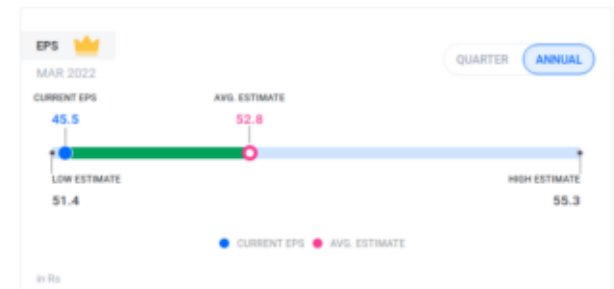 EPS
QUARTER ANNUAL
MAR 2022
CURRENT EPS AVG. ESTIMATE
45.5 52.8
LOW ESTIMATE HIGH ESTIMATE
51.4 55.3
CURRENT EPS AVG. ESTIMATE
in Rs